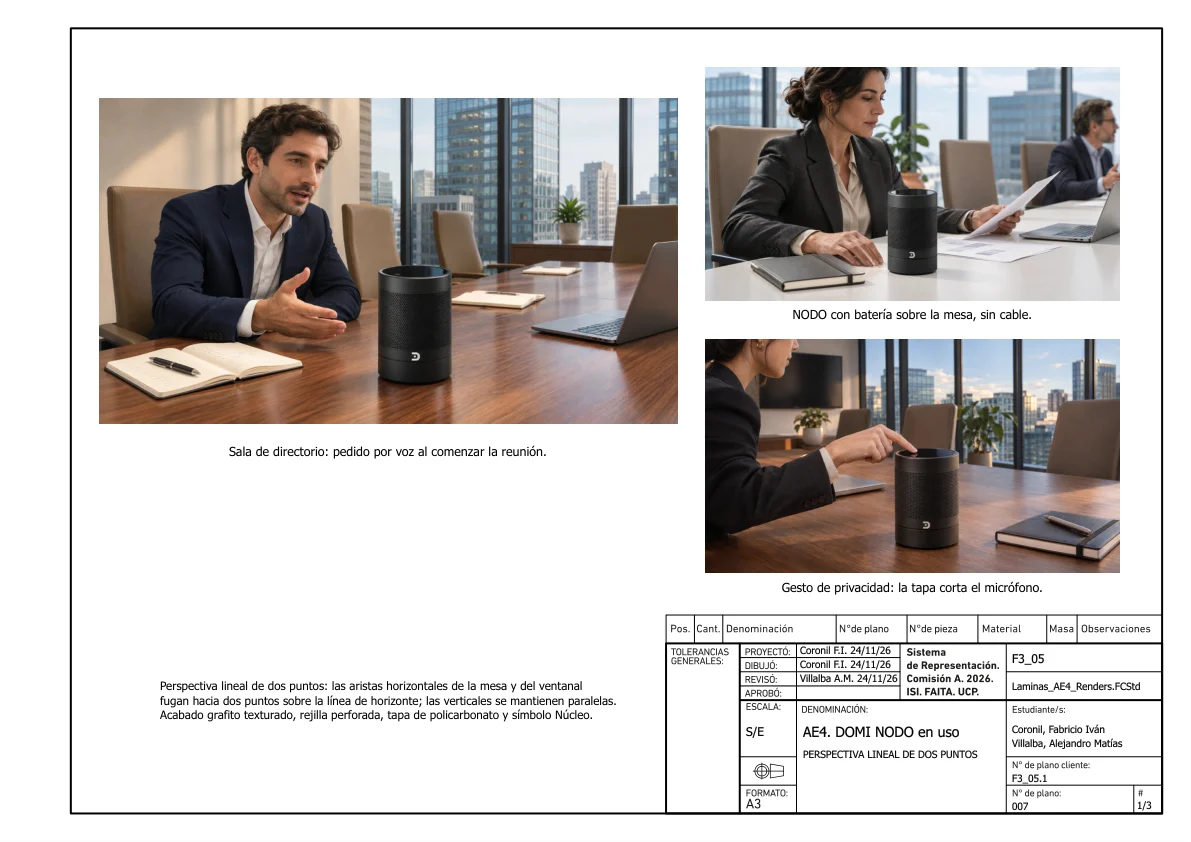 Sala de directorio: pedido por voz al comenzar la reunión.
NODO con batería sobre la mesa, sin cable.
Gesto de privacidad: la tapa corta el micrófono.
Perspectiva lineal de dos puntos: las aristas horizontales de la mesa y del ventanal
fugan hacia dos puntos sobre la línea de horizonte; las verticales se mantienen paralelas.
Acabado grafito texturado, rejilla perforada, tapa de policarbonato y símbolo Núcleo.
Pos. Cant. Denominación N°de plano N°de pieza Material Masa Observaciones
TOLERANCIAS
GENERALES:
PROYECTÓ: Coronil F.I. 24/11/26
DIBUJÓ: Coronil F.I. 24/11/26
REVISÓ: Villalba A.M. 24/11/26
APROBÓ:
Sistema
de Representación.
Comisión A. 2026.
ISI. FAITA. UCP.
F3_05
Laminas_AE4_Renders.FCStd
ESCALA:
S/E
DENOMINACIÓN:
AE4. DOMI NODO en uso
PERSPECTIVA LINEAL DE DOS PUNTOS
Estudiante/s:
Coronil, Fabricio Iván
Villalba, Alejandro Matías
N° de plano cliente:
F3_05.1
FORMATO:
A3
N° de plano:
007
#
1/3